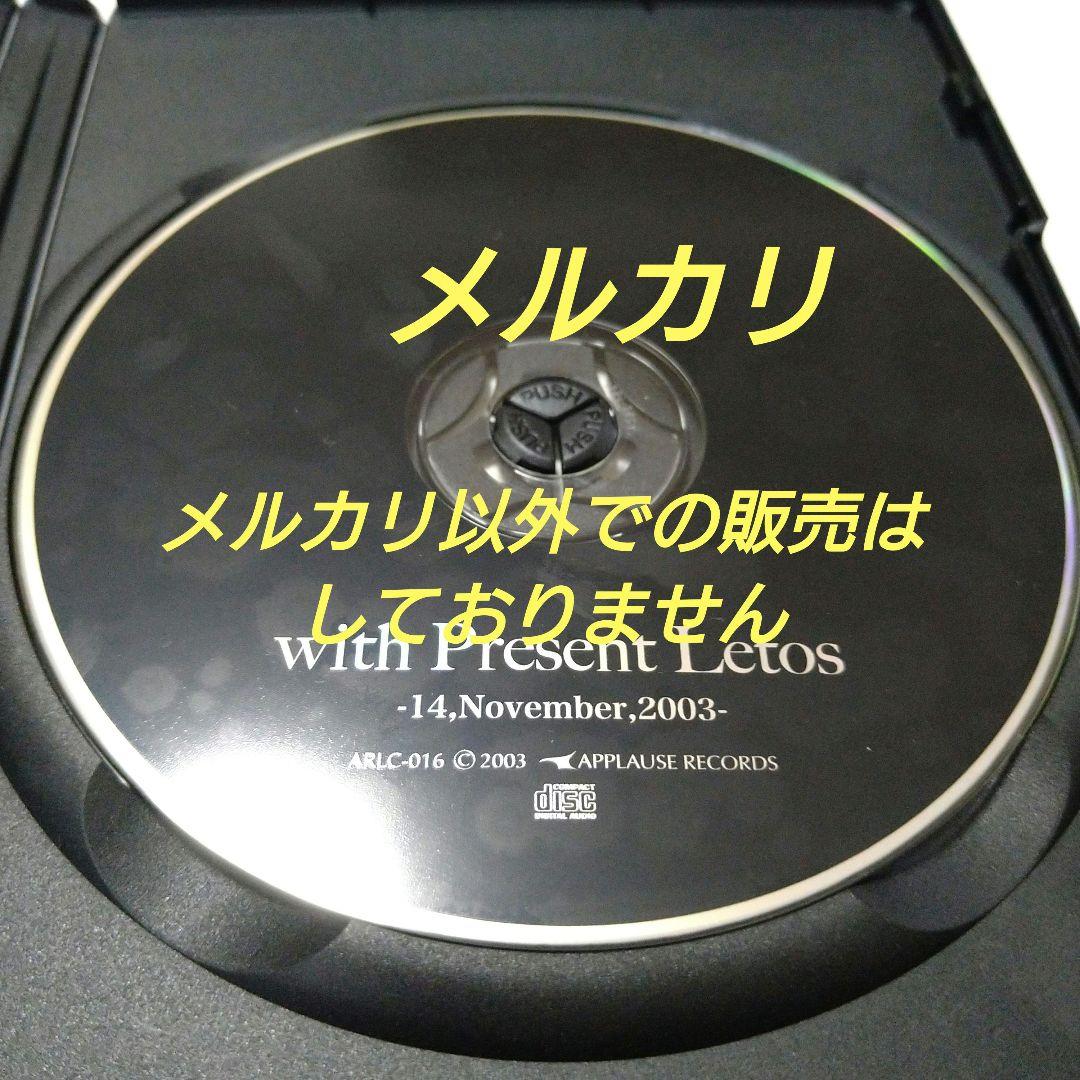 メルカリ
PUSH
PUSH
PUSH
メルカリ以外での販売は
しておりません
with Present Letos
-14,November,2003-
ARLC-016 © 2003 APPLAUSE RECORDS
COMPACT
disc
DIGITAL AUDIO